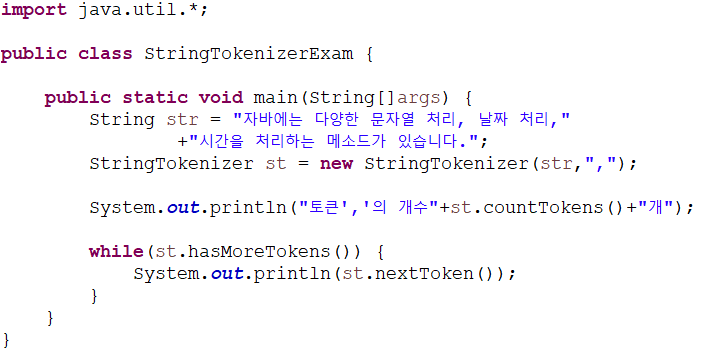 import java.util.*;
public class StringTokenizerExam {
public static void main(String[]args) {
String str = "자바에는 다양한 문자열 처리, 날짜 처리,"
+"시간을 처리하는 메소드가 있습니다.";
StringTokenizer st = new StringTokenizer(str,",");
System.out.println("토큰','의 개수"+st.countTokens()+"개");
while(st.hasMoreTokens()) {
System.out.println(st.nextToken());
}
}
}